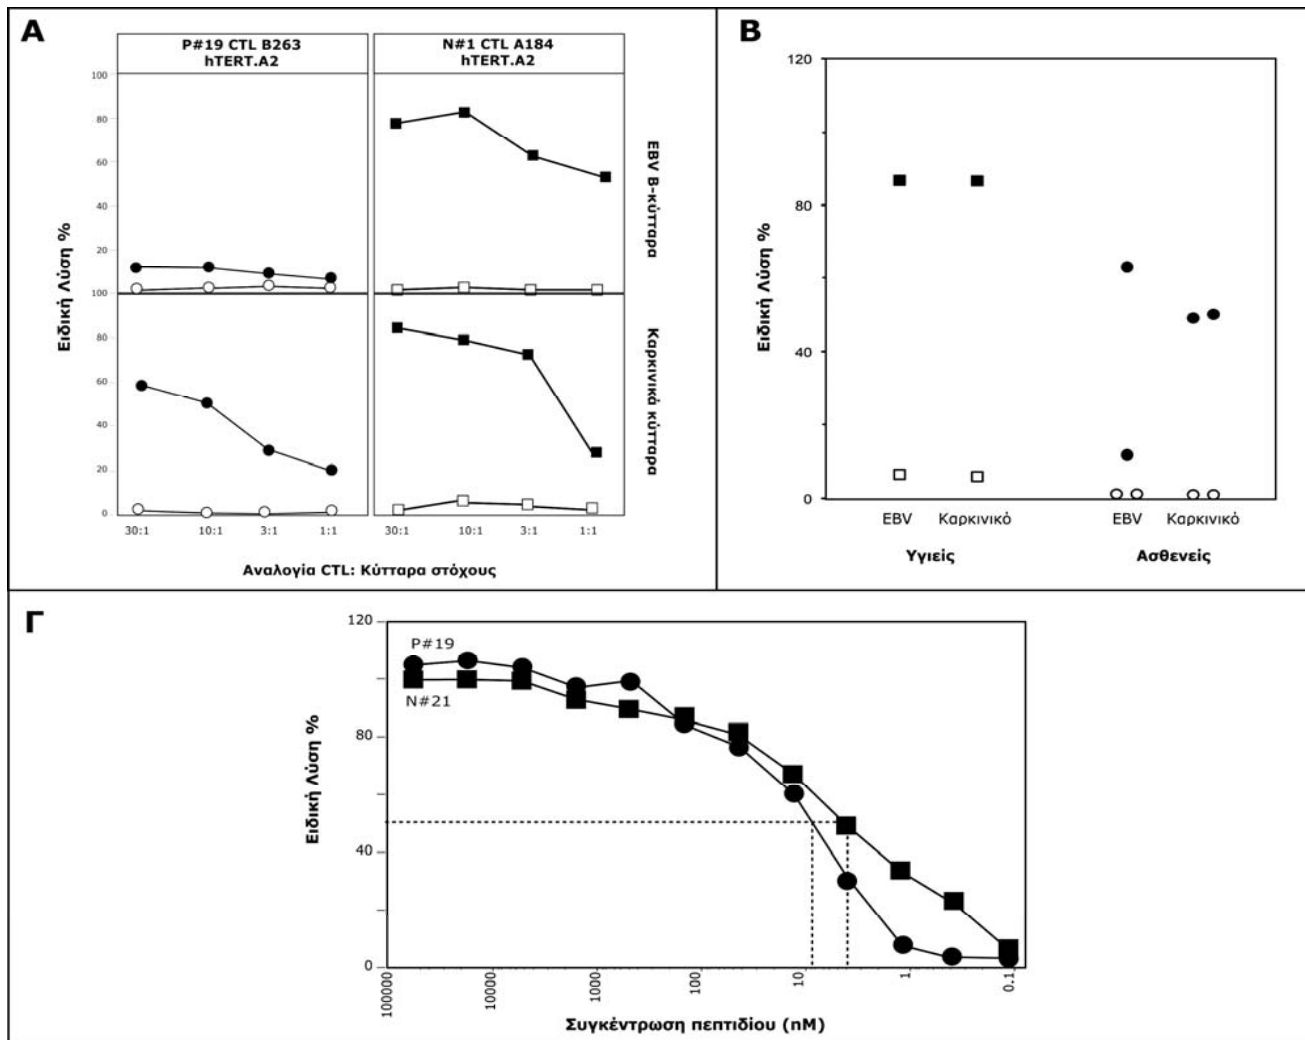 Α
P#19 CTL B263
hTERT.A2
N#1 CTL A184
hTERT.A2
100
80
60
40
20
100
80
60
40
20
0
Ειδική Λύση %
EBV Β-κύτταρα
Καρκινικά κύτταρα
30:1 10:1 3:1 1:1 30:1 10:1 3:1 1:1
Αναλογία CTL: Κύτταρα στόχους
Β
120
80
40
0
Ειδική Λύση %
EBV Καρκινικό EBV Καρκινικό
Υγιείς Ασθενείς
Γ
120
80
40
0
Ειδική Λύση %
P#19
N#21
100000 10000 1000 100 10 1 0.1
Συγκέντρωση πεπτιδίου (nM)